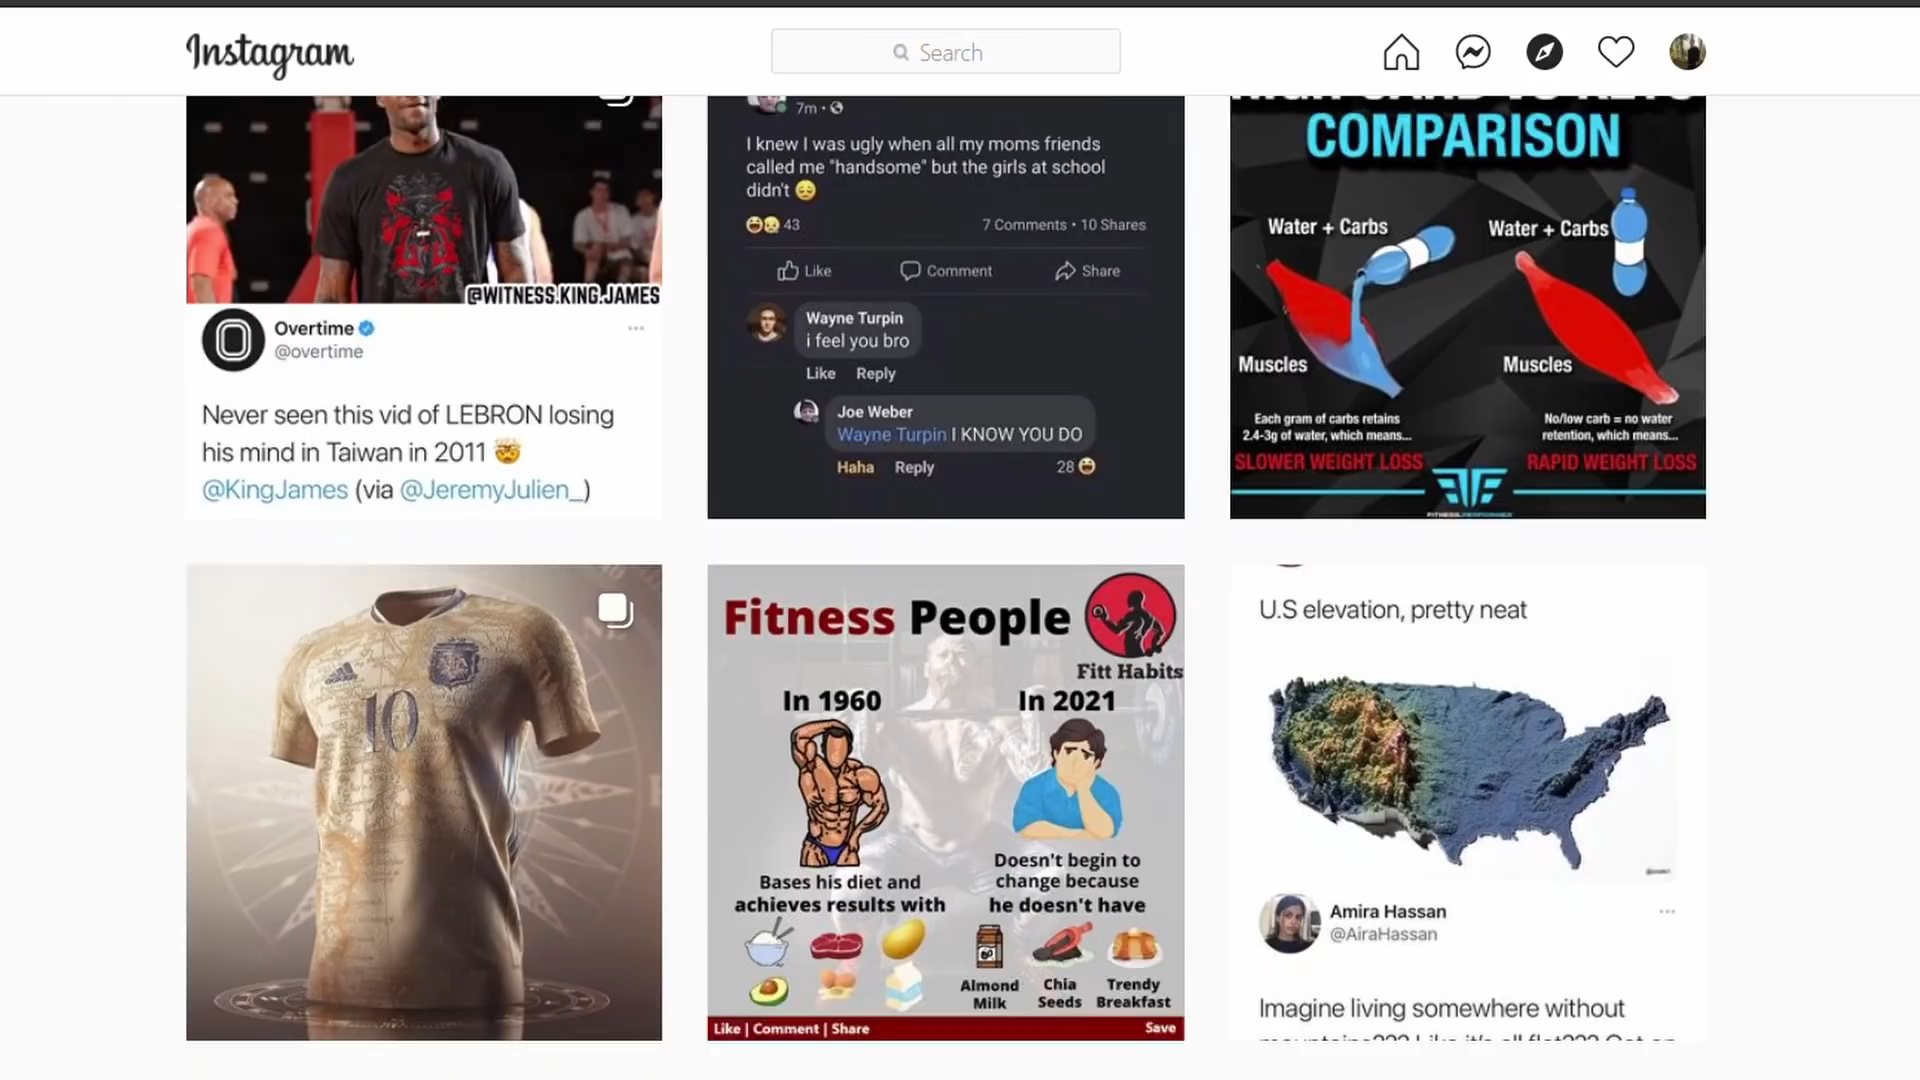 Instagram
Search
@WITNESS.KING.JAMES
Overtime
@overtime
Never seen this vid of LEBRON losing
his mind in Taiwan in 2011 🤯
@KingJames (via @JeremyJulien_)
7m •
I knew I was ugly when all my moms friends
called me "handsome" but the girls at school
didn't 😔
43
7 Comments • 10 Shares
Like
Comment
Share
Wayne Turpin
i feel you bro
Like Reply
Joe Weber
Wayne Turpin I KNOW YOU DO
Haha Reply
28
COMPARISON
Water + Carbs
Water + Carbs
Muscles
Muscles
Each gram of carbs retains
2.4-3g of water, which means...
No/low carb = no water
retention, which means...
SLOWER WEIGHT LOSS
RAPID WEIGHT LOSS
adidas
10
Fitness People
Fitt Habits
In 1960
In 2021
Bases his diet and
achieves results with
Doesn't begin to
change because
he doesn't have
Almond
Milk
Chia
Seeds
Trendy
Breakfast
Like | Comment | Share
Save
U.S elevation, pretty neat
Amira Hassan
@AiraHassan
Imagine living somewhere without